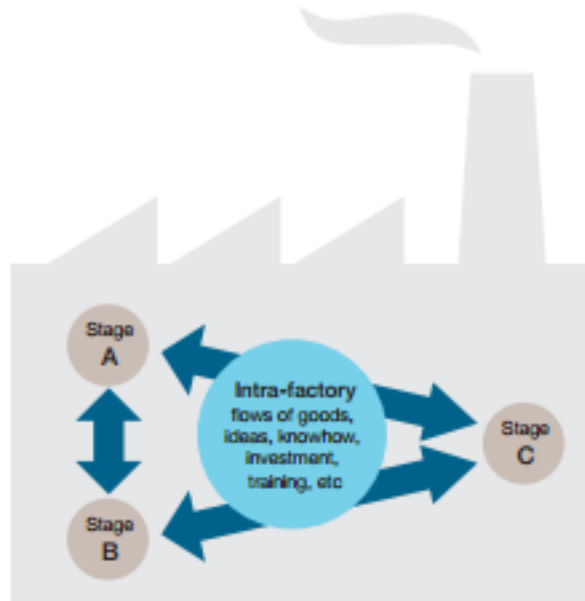 Stage
A
Intra-factory
flows of goods,
ideas, knowhow,
investment,
training, etc
Stage
C
Stage
B